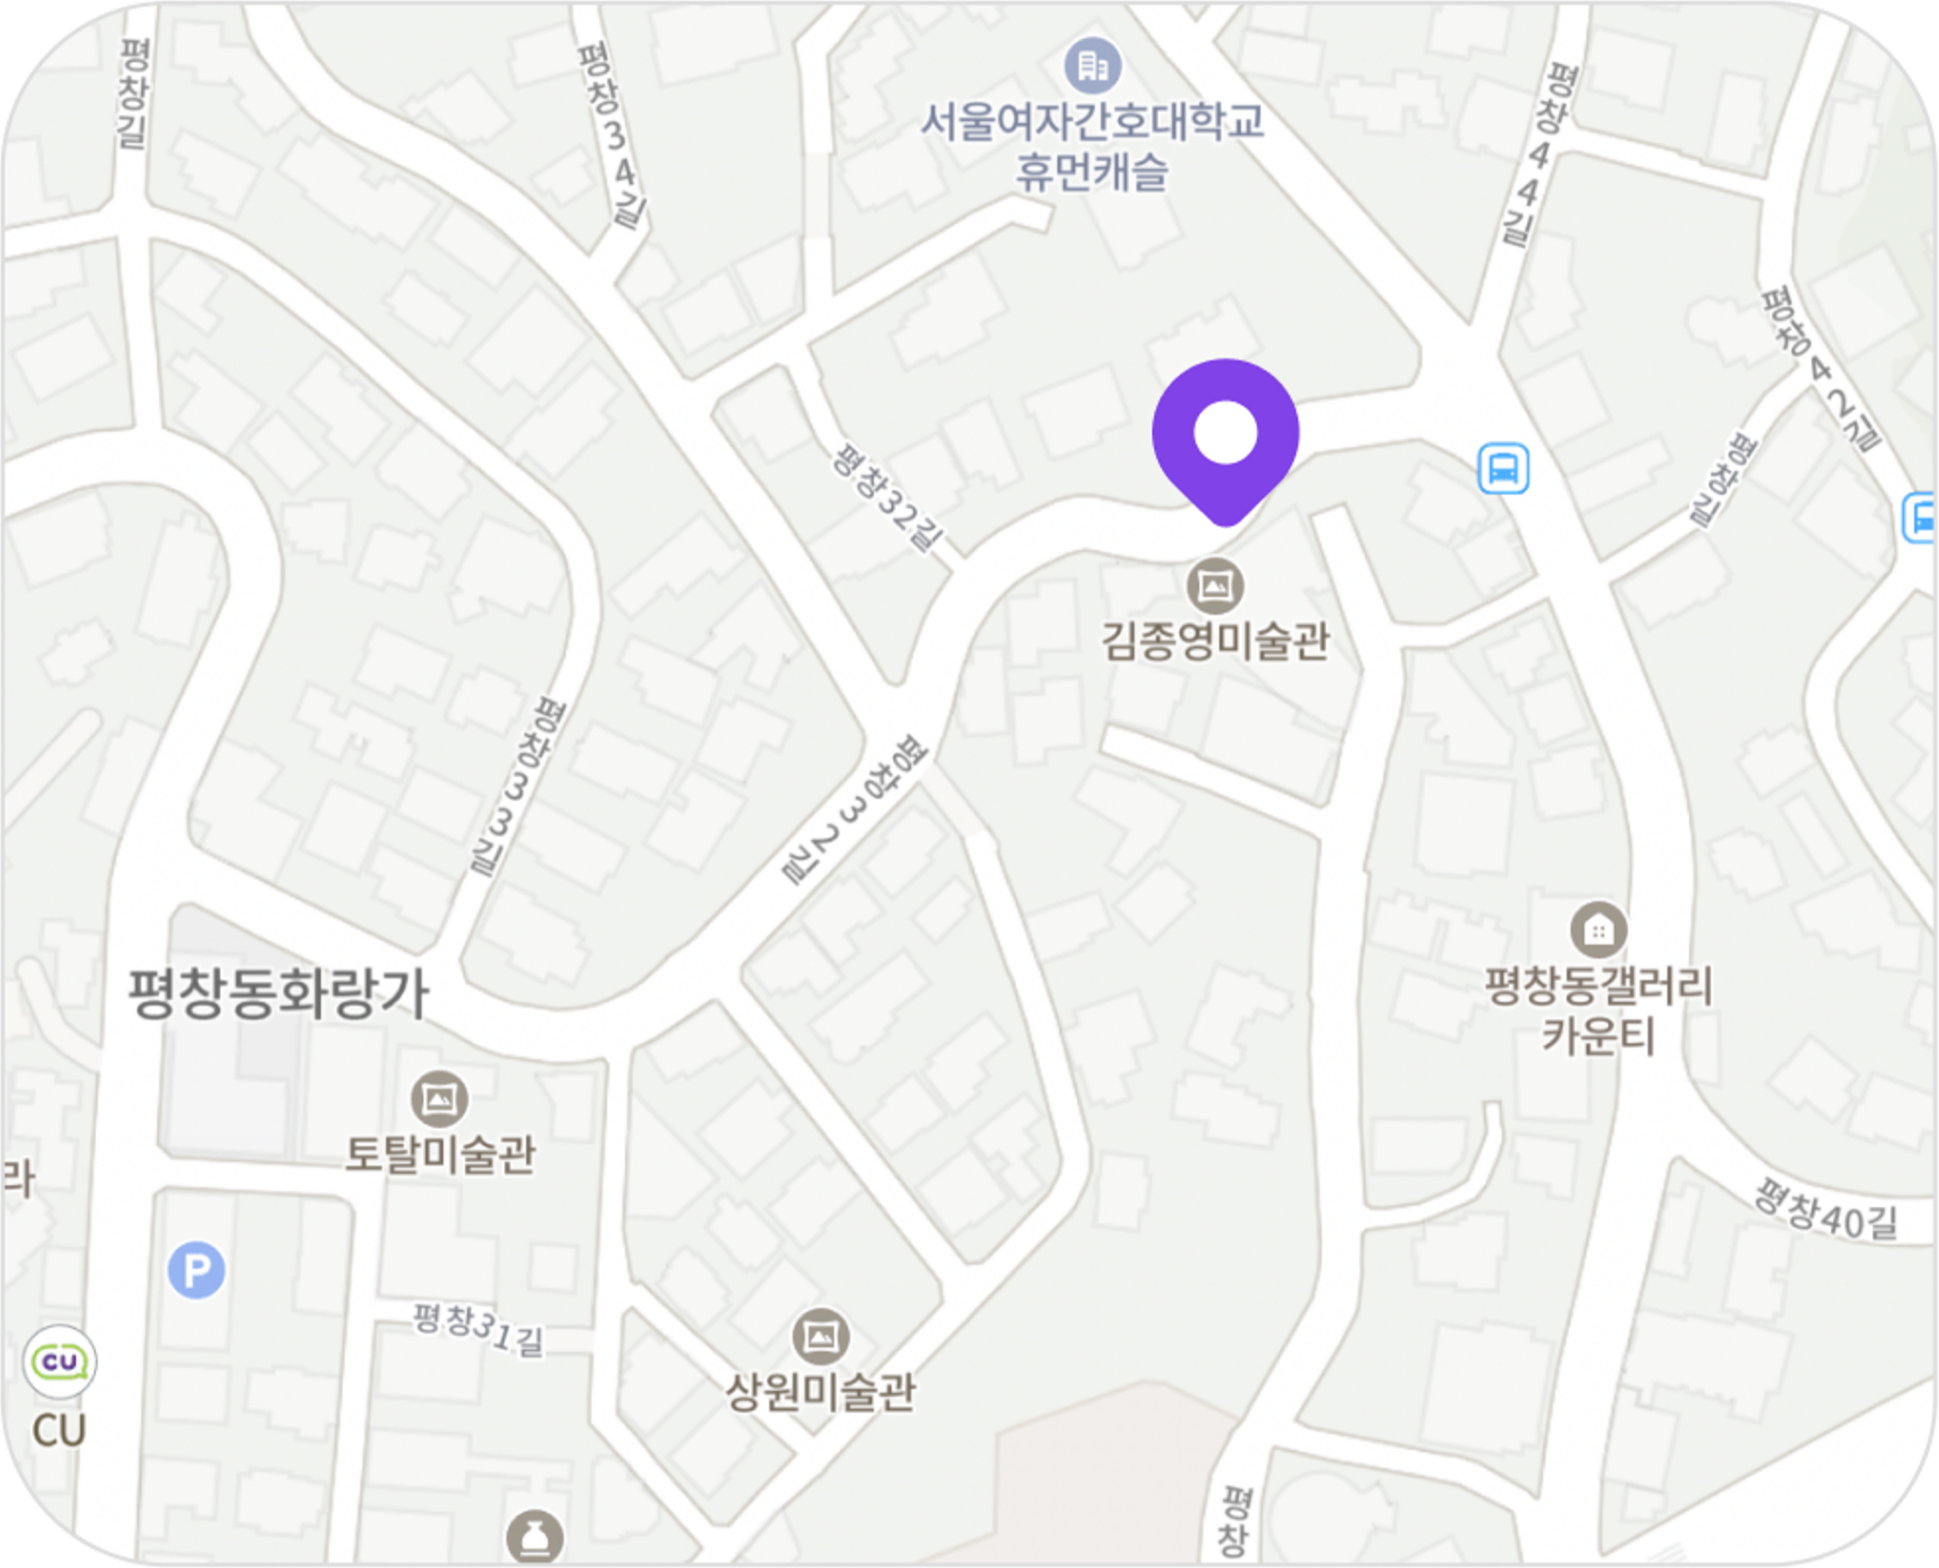 평창길
평창34길
서울여자간호대학교
휴먼캐슬
평창44길
평창42길
평창32길
평창길
김종영미술관
평창33길
평창32길
평창동화랑가
평창동갤러리
카운티
토탈미술관
라
평창40길
P
평창31길
상원미술관
CU
CU
평창